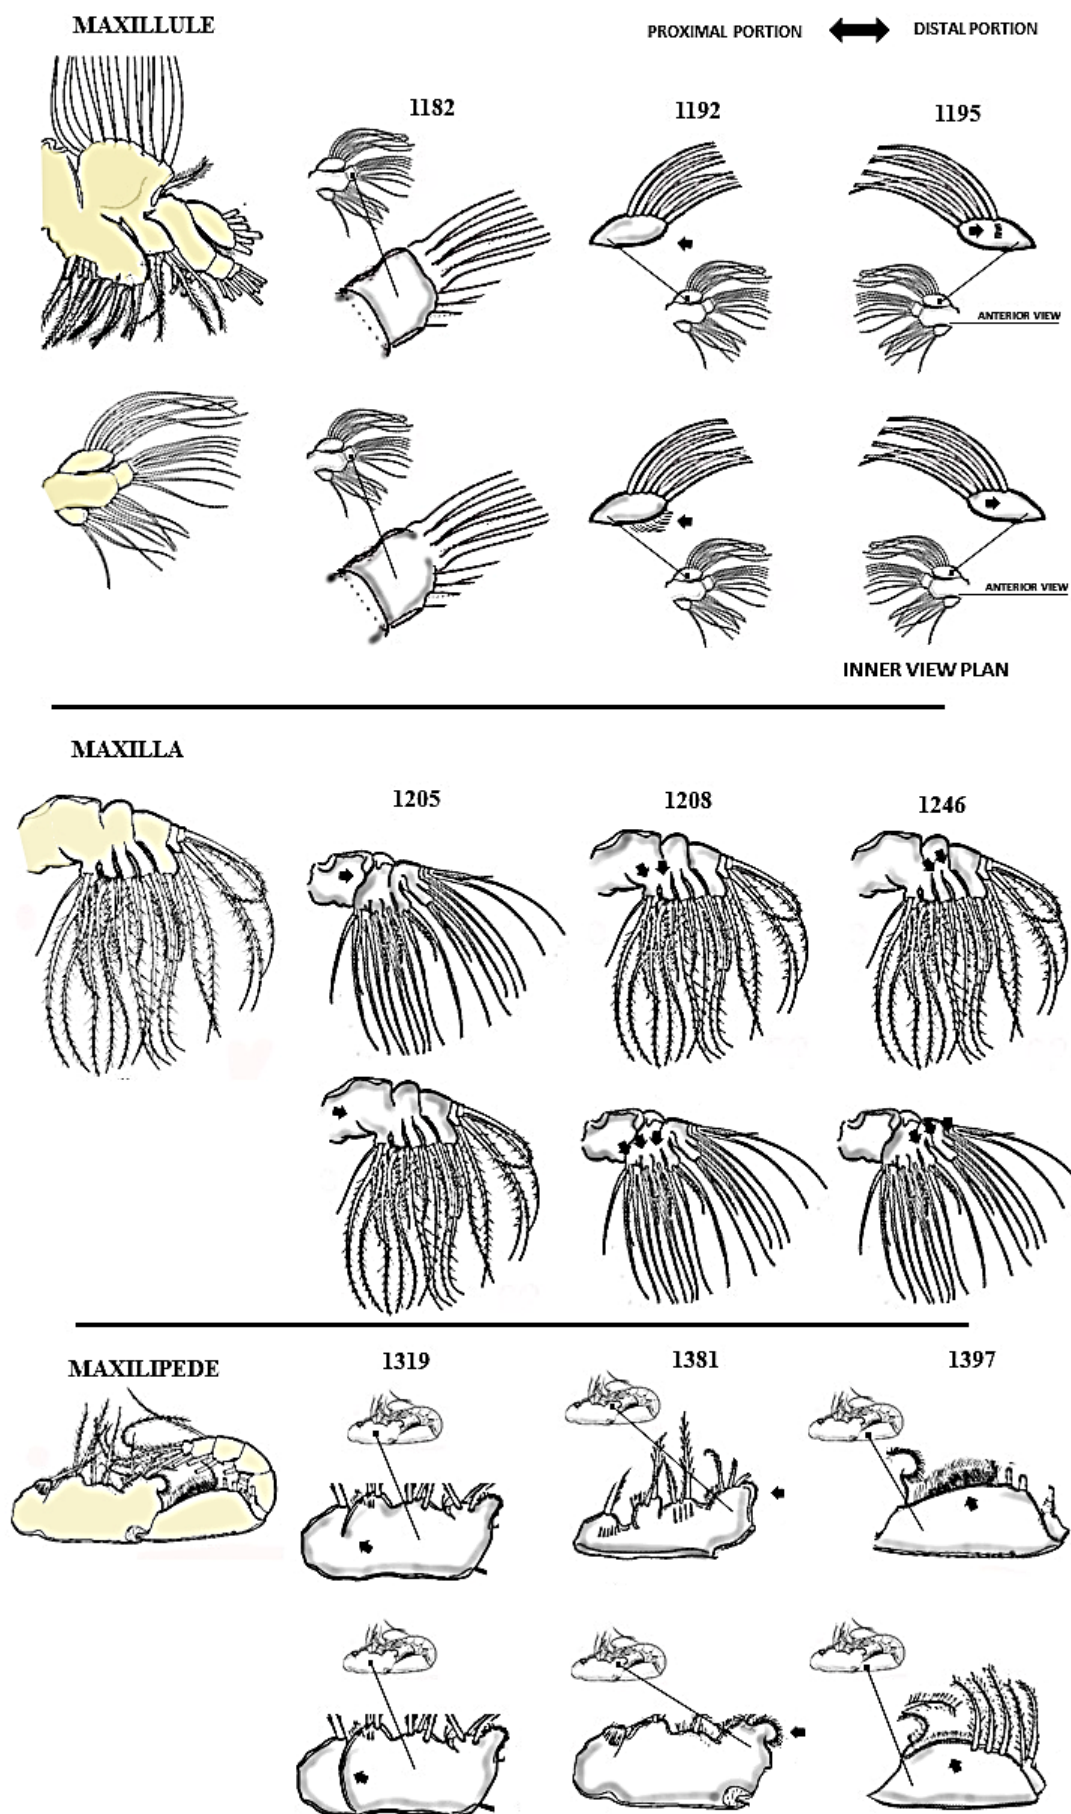 MAXILLULE
PROXIMAL PORTION DISTAL PORTION
1182 1192 1195
ANTERIOR VIEW
ANTERIOR VIEW
INNER VIEW PLAN
MAXILLA
1205 1208 1246
MAXILIPEDE
1319 1381 1397